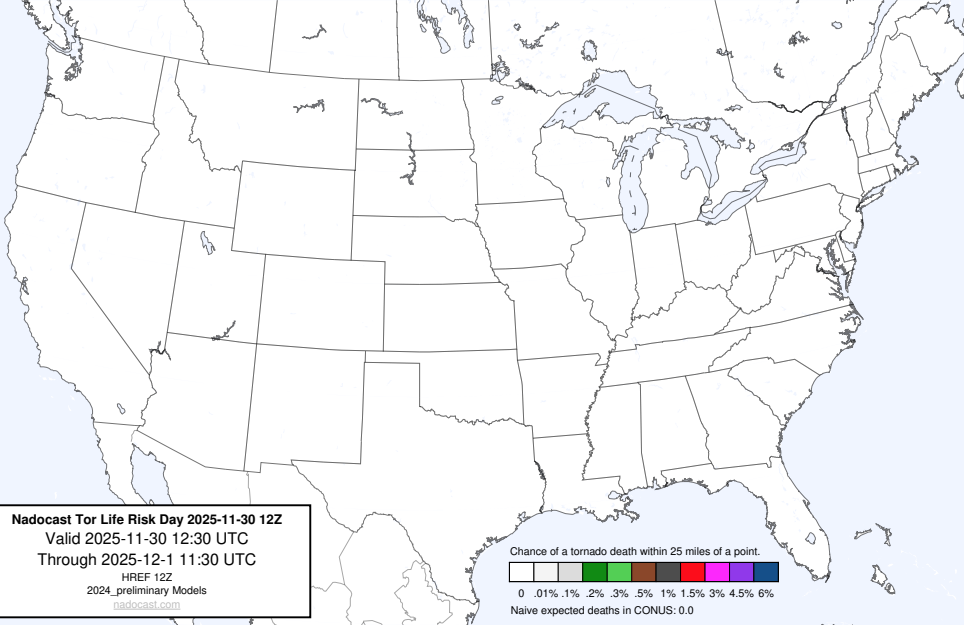 Nadocast Tor Life Risk Day 2025-11-30 12Z
Valid 2025-11-30 12:30 UTC
Through 2025-12-1 11:30 UTC
HREF 12Z
2024_preliminary Models
nadocast.com
Chance of a tornado death within 25 miles of a point.
0 .01% .1% .2% .3% .5% 1% 1.5% 3% 4.5% 6%
Naive expected deaths in CONUS: 0.0